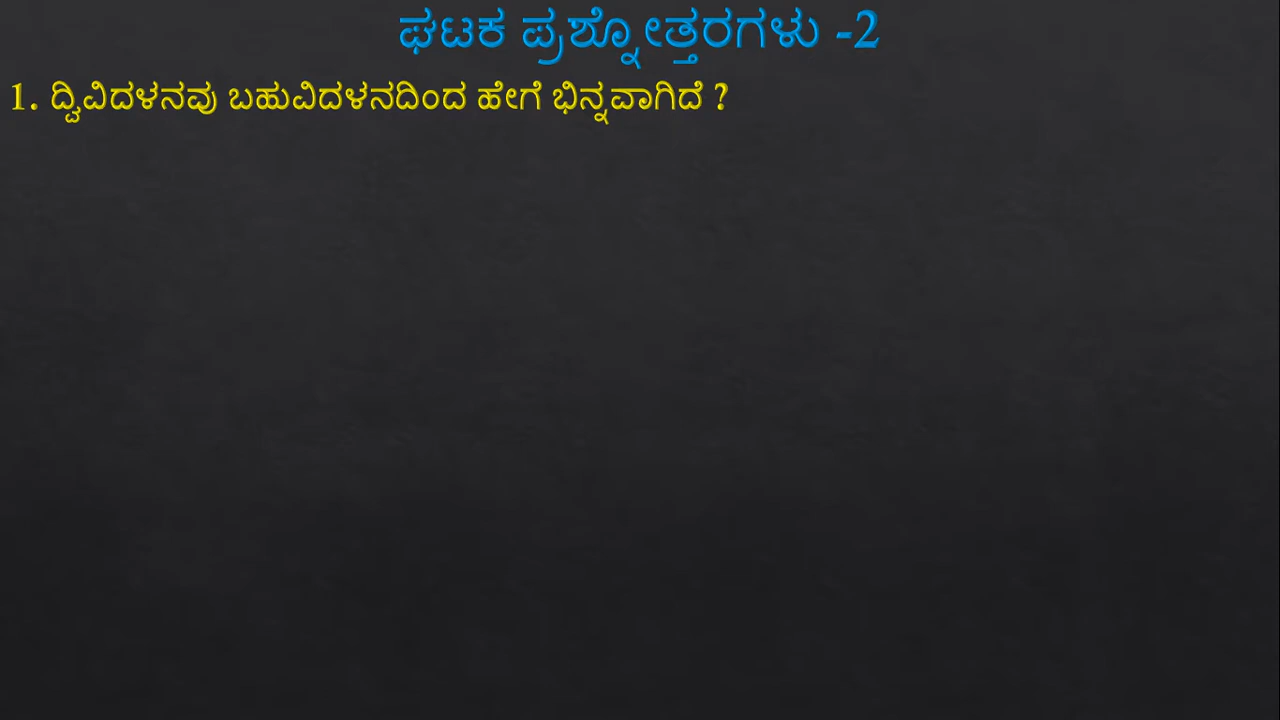 ಘಟಕ ಪ್ರಶ್ನೋತ್ತರಗಳು -2
1. ದ್ವಿವಿದಳನವು ಬಹುವಿದಳನದಿಂದ ಹೇಗೆ ಭಿನ್ನವಾಗಿದೆ ?